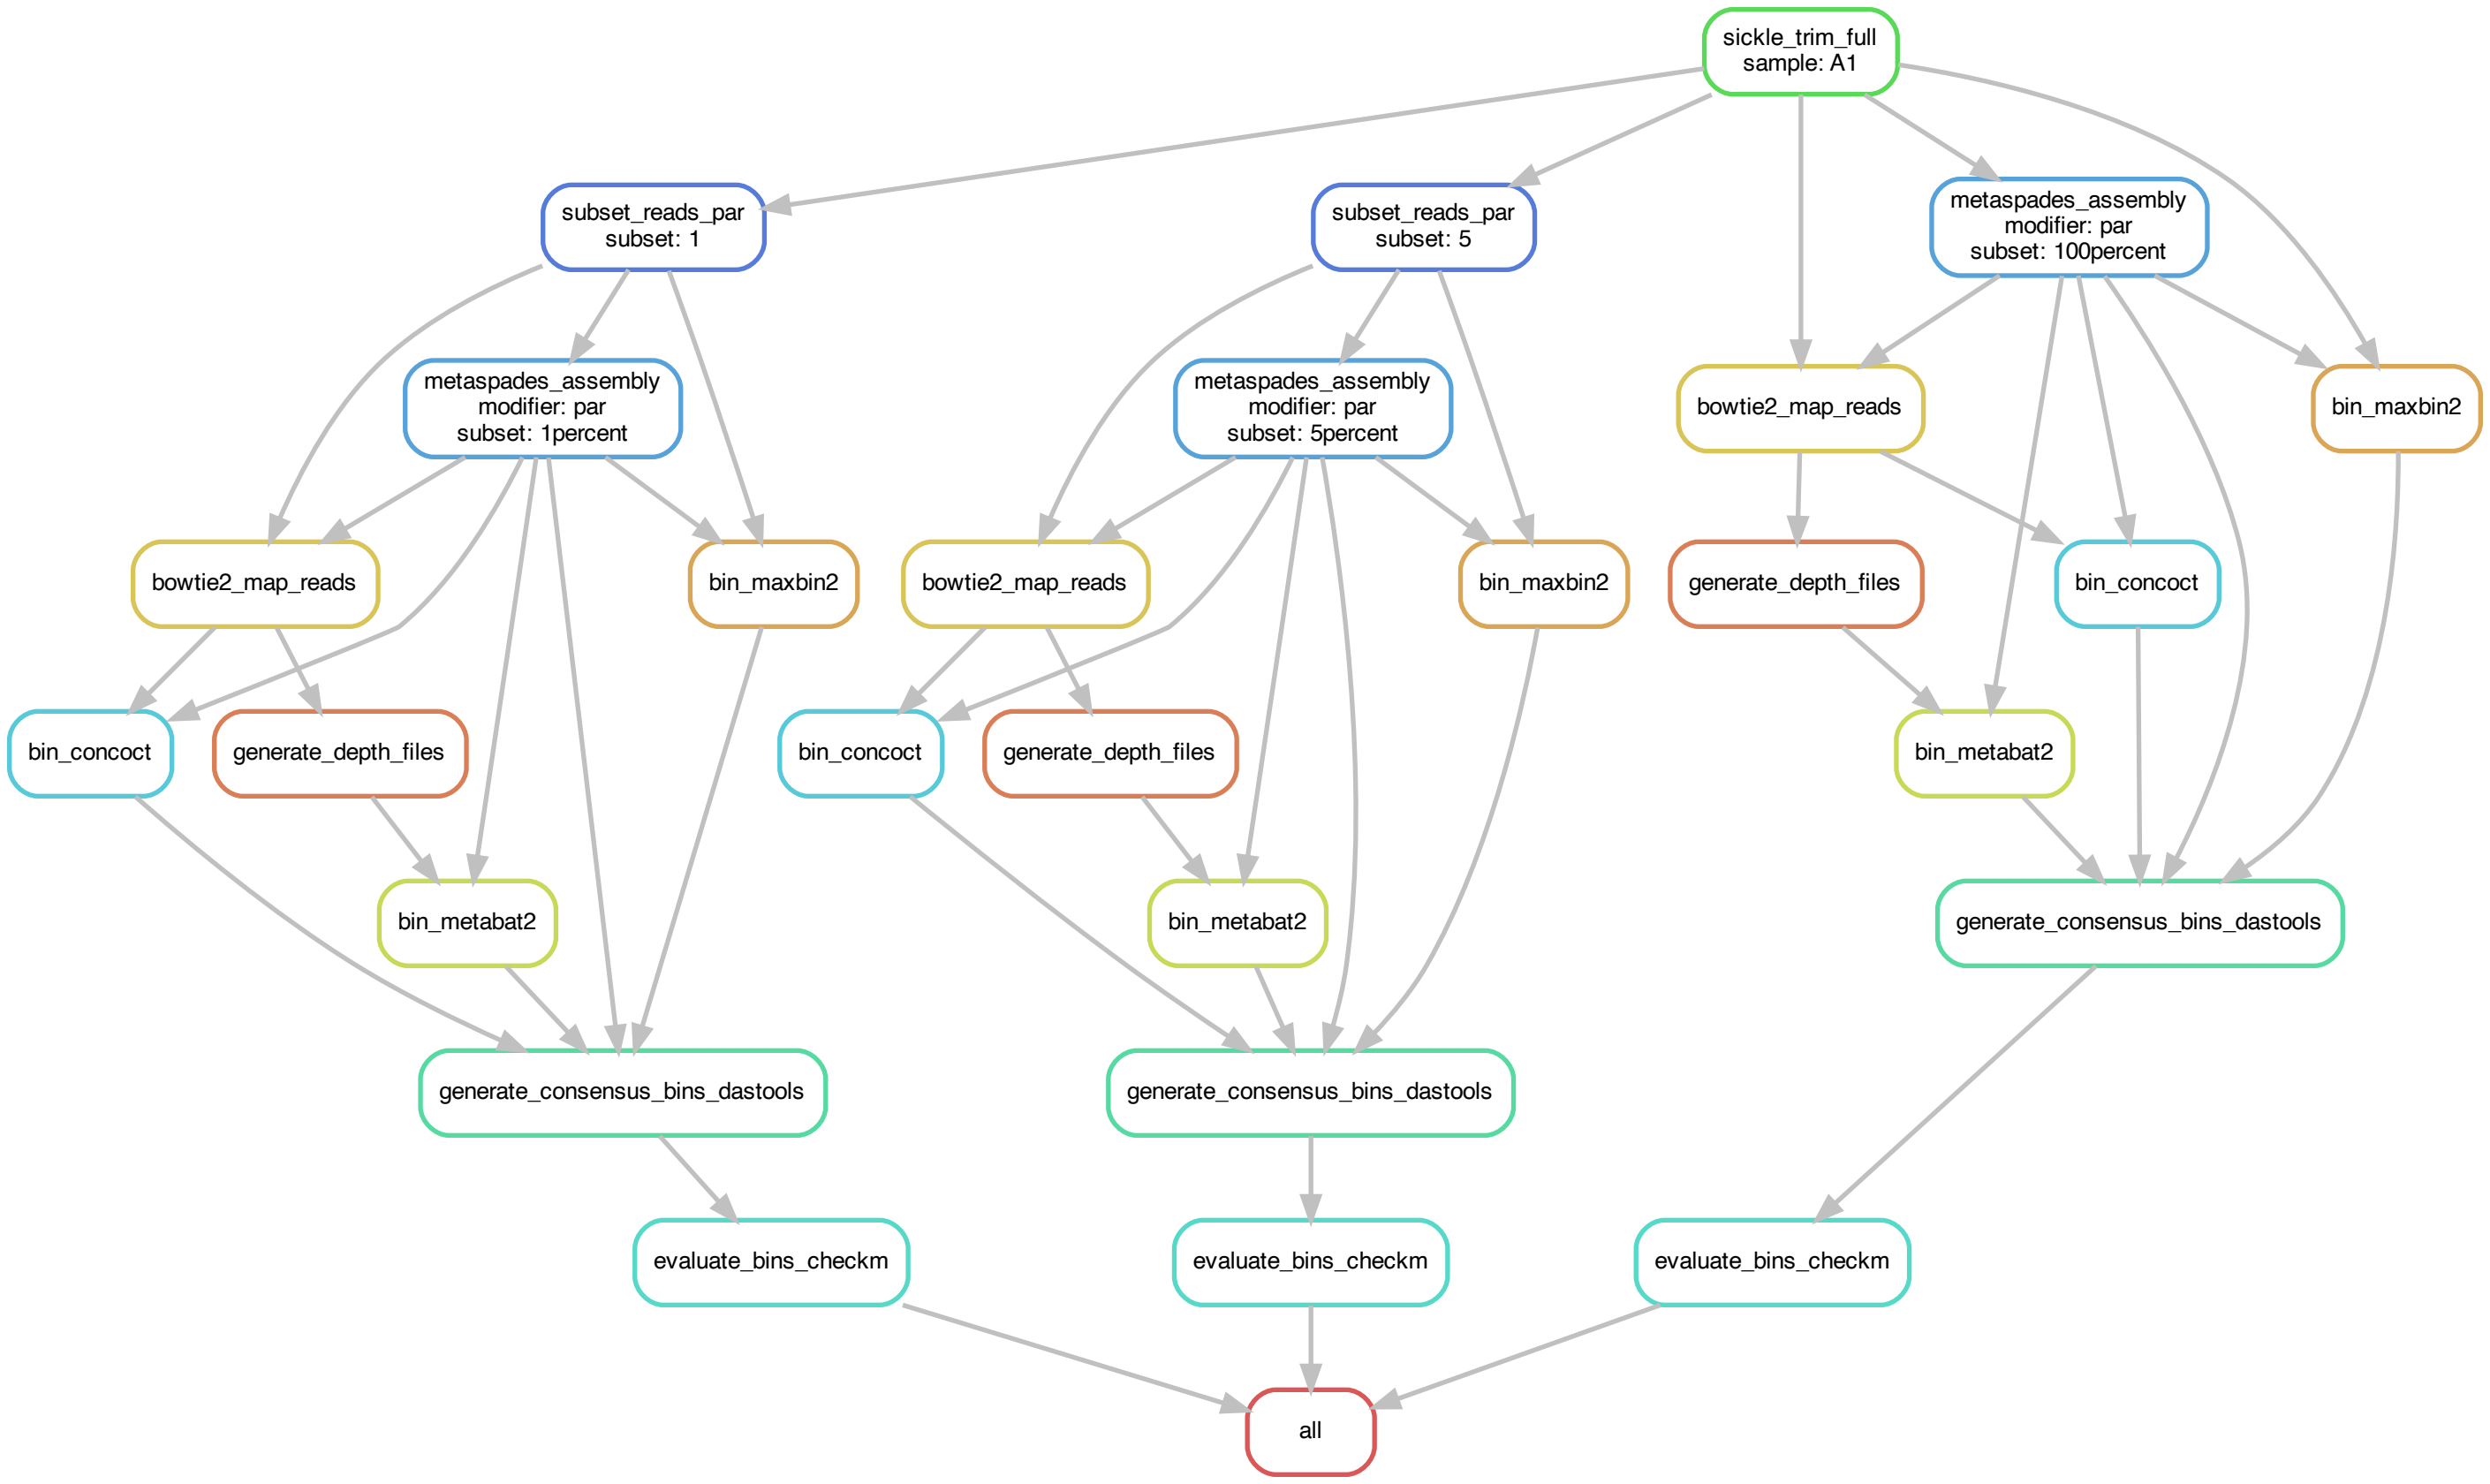 sickle_trim_full
sample: A1
subset_reads_par
subset: 1
subset_reads_par
subset: 5
metaspades_assembly
modifier: par
subset: 100percent
metaspades_assembly
modifier: par
subset: 1percent
metaspades_assembly
modifier: par
subset: 5percent
bowtie2_map_reads
bin_maxbin2
bowtie2_map_reads
bin_maxbin2
bowtie2_map_reads
bin_maxbin2
generate_depth_files
bin_concoct
bin_concoct
generate_depth_files
bin_concoct
generate_depth_files
bin_metabat2
bin_metabat2
bin_metabat2
generate_consensus_bins_dastools
generate_consensus_bins_dastools
generate_consensus_bins_dastools
evaluate_bins_checkm
evaluate_bins_checkm
evaluate_bins_checkm
all